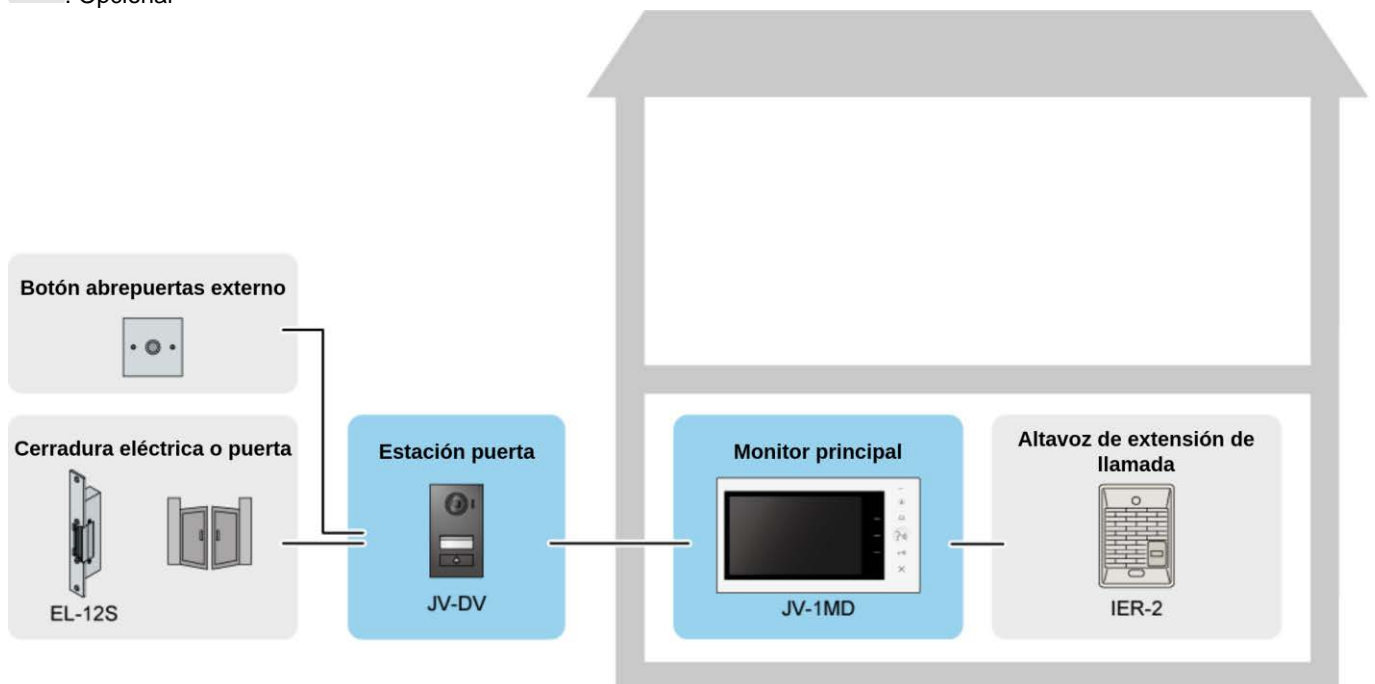 : Opcional
Botón abrepuertas externo
Cerradura eléctrica o puerta
EL-12S
Estación puerta
JV-DV
Monitor principal
JV-1MD
Altavoz de extensión de
llamada
IER-2